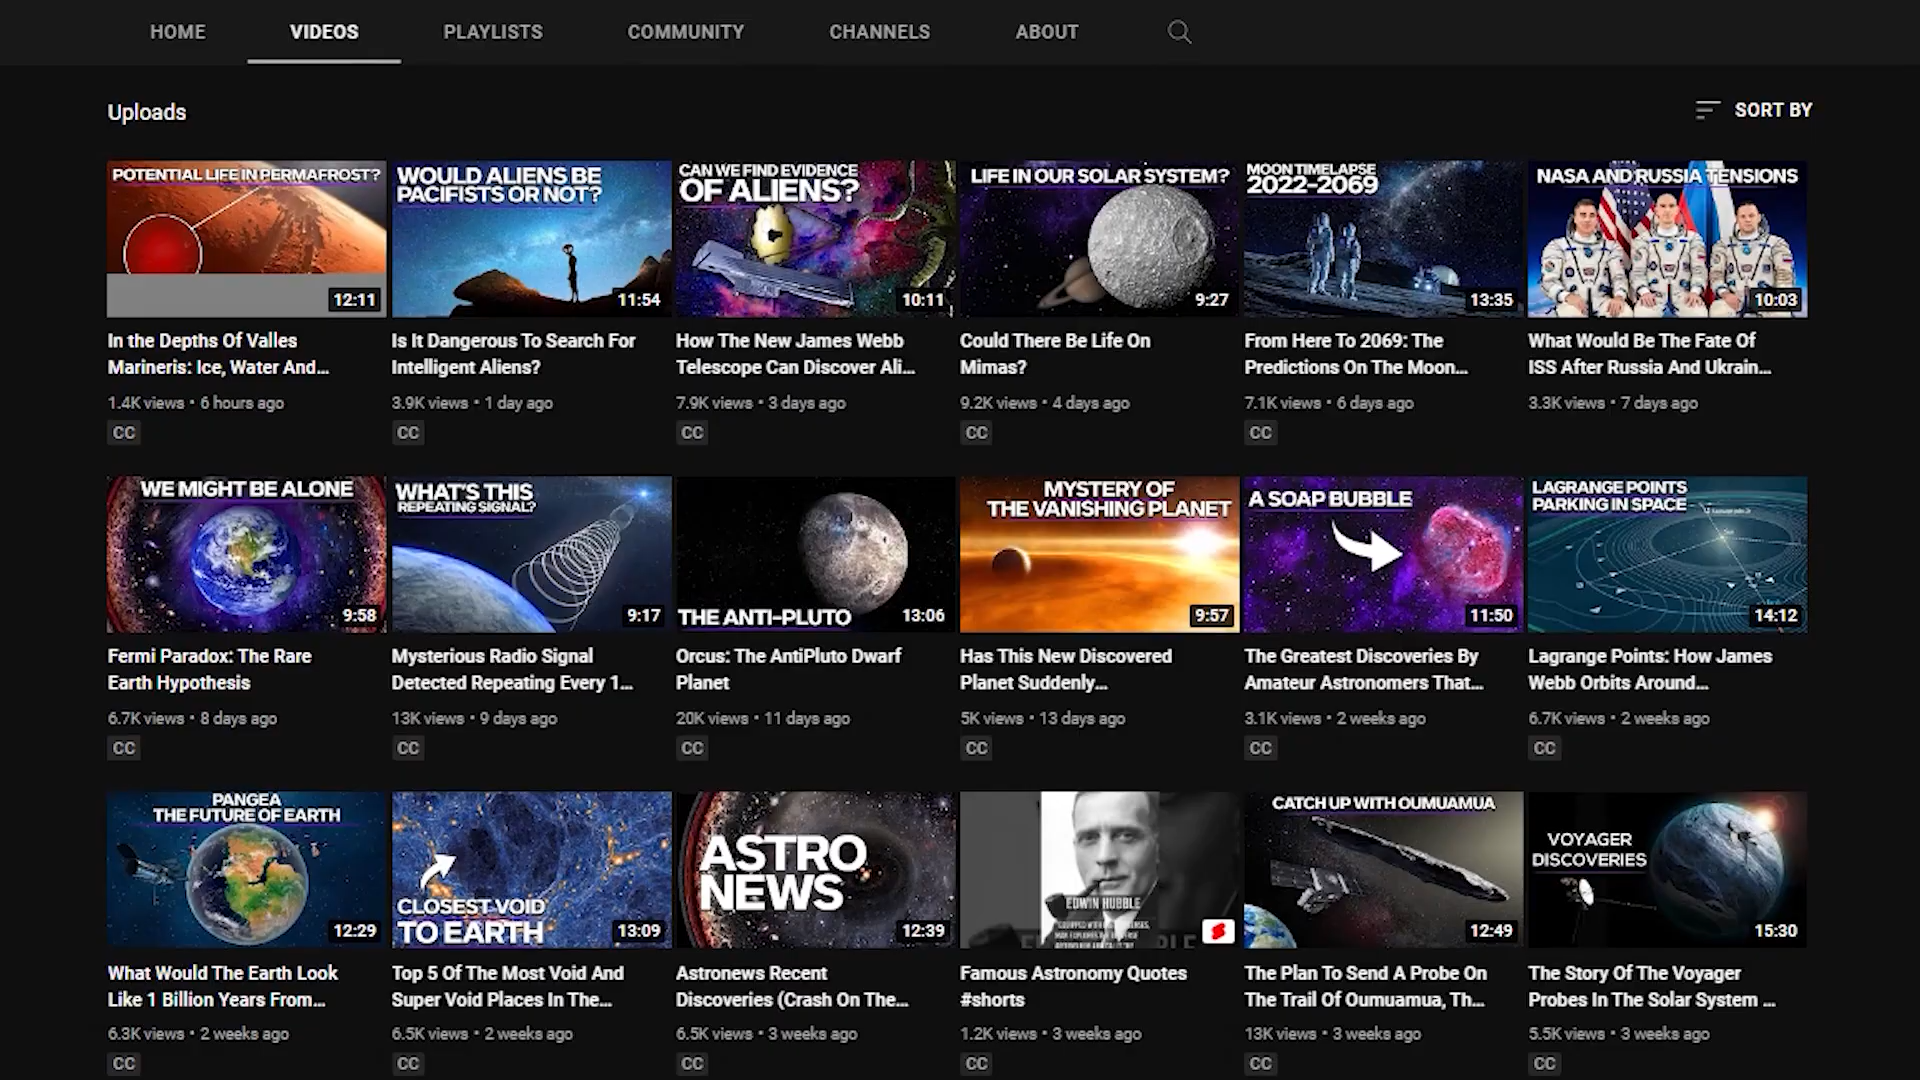 HOME VIDEOS PLAYLISTS COMMUNITY CHANNELS ABOUT
Uploads
SORT BY
POTENTIAL LIFE IN PERMAFROST?
12:11
In the Depths Of Valles
Marineris: Ice, Water And...
1.4K views • 6 hours ago
CC
WOULD ALIENS BE
PACIFISTS OR NOT?
11:54
Is It Dangerous To Search For
Intelligent Aliens?
3.9K views • 1 day ago
CC
CAN WE FIND EVIDENCE
OF ALIENS?
10:11
How The New James Webb
Telescope Can Discover Ali...
7.9K views • 3 days ago
CC
LIFE IN OUR SOLAR SYSTEM?
9:27
Could There Be Life On
Mimas?
9.2K views • 4 days ago
CC
MOON TIMELAPSE
2022-2069
13:35
From Here To 2069: The
Predictions On The Moon...
7.1K views • 6 days ago
CC
NASA AND RUSSIA TENSIONS
10:03
What Would Be The Fate Of
ISS After Russia And Ukrain...
3.3K views • 7 days ago
WE MIGHT BE ALONE
9:58
Fermi Paradox: The Rare
Earth Hypothesis
6.7K views • 8 days ago
CC
WHAT'S THIS
REPEATING SIGNAL?
9:17
Mysterious Radio Signal
Detected Repeating Every 1...
13K views • 9 days ago
CC
THE ANTI-PLUTO
13:06
Orcus: The AntiPluto Dwarf
Planet
20K views • 11 days ago
CC
MYSTERY OF
THE VANISHING PLANET
9:57
Has This New Discovered
Planet Suddenly...
5K views • 13 days ago
CC
A SOAP BUBBLE
11:50
The Greatest Discoveries By
Amateur Astronomers That...
3.1K views • 2 weeks ago
CC
LAGRANGE POINTS
PARKING IN SPACE
14:12
Lagrange Points: How James
Webb Orbits Around...
6.7K views • 2 weeks ago
CC
PANGEA
THE FUTURE OF EARTH
12:29
What Would The Earth Look
Like 1 Billion Years From...
6.3K views • 2 weeks ago
CC
CLOSEST VOID
TO EARTH
13:09
Top 5 Of The Most Void And
Super Void Places In The...
6.5K views • 2 weeks ago
CC
ASTRO
NEWS
12:39
Astronews Recent
Discoveries (Crash On The...
6.5K views • 3 weeks ago
CC
EDWIN HUBBLE
Famous Astronomy Quotes
#shorts
1.2K views • 3 weeks ago
CC
CATCH UP WITH OUMUAMUA
12:49
The Plan To Send A Probe On
The Trail Of Oumuamua, Th...
13K views • 3 weeks ago
CC
VOYAGER
DISCOVERIES
15:30
The Story Of The Voyager
Probes In The Solar System ...
5.5K views • 3 weeks ago
CC